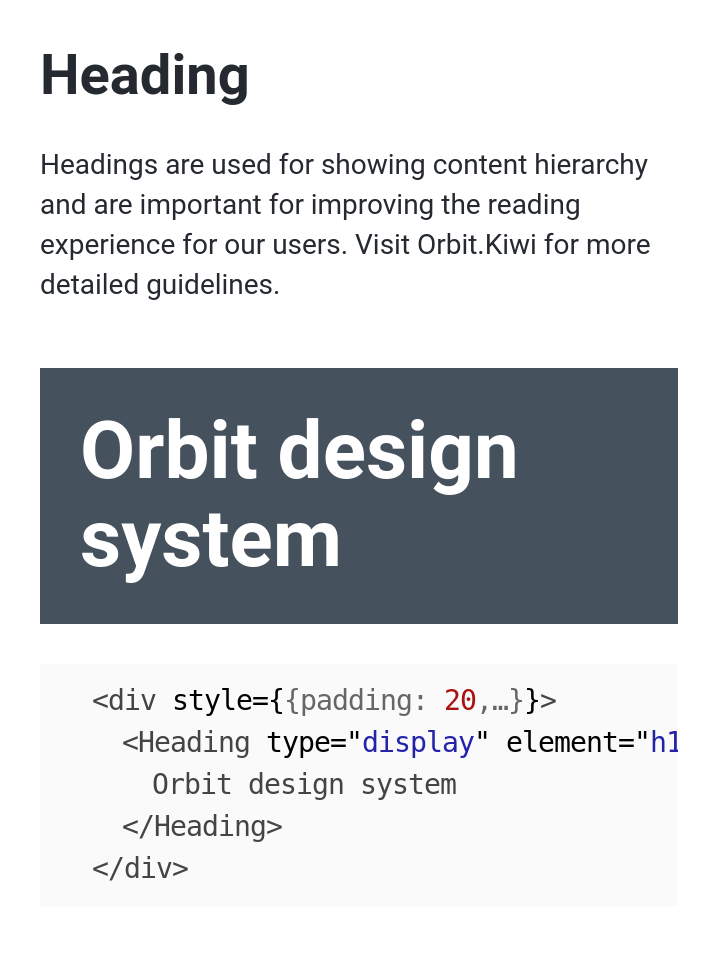 Heading
Headings are used for showing content hierarchy
and are important for improving the reading
experience for our users. Visit Orbit.Kiwi for more
detailed guidelines.
Orbit design
system
<div style={{padding: 20,…}}>
<Heading type="display" element="h1
Orbit design system
</Heading>
</div>